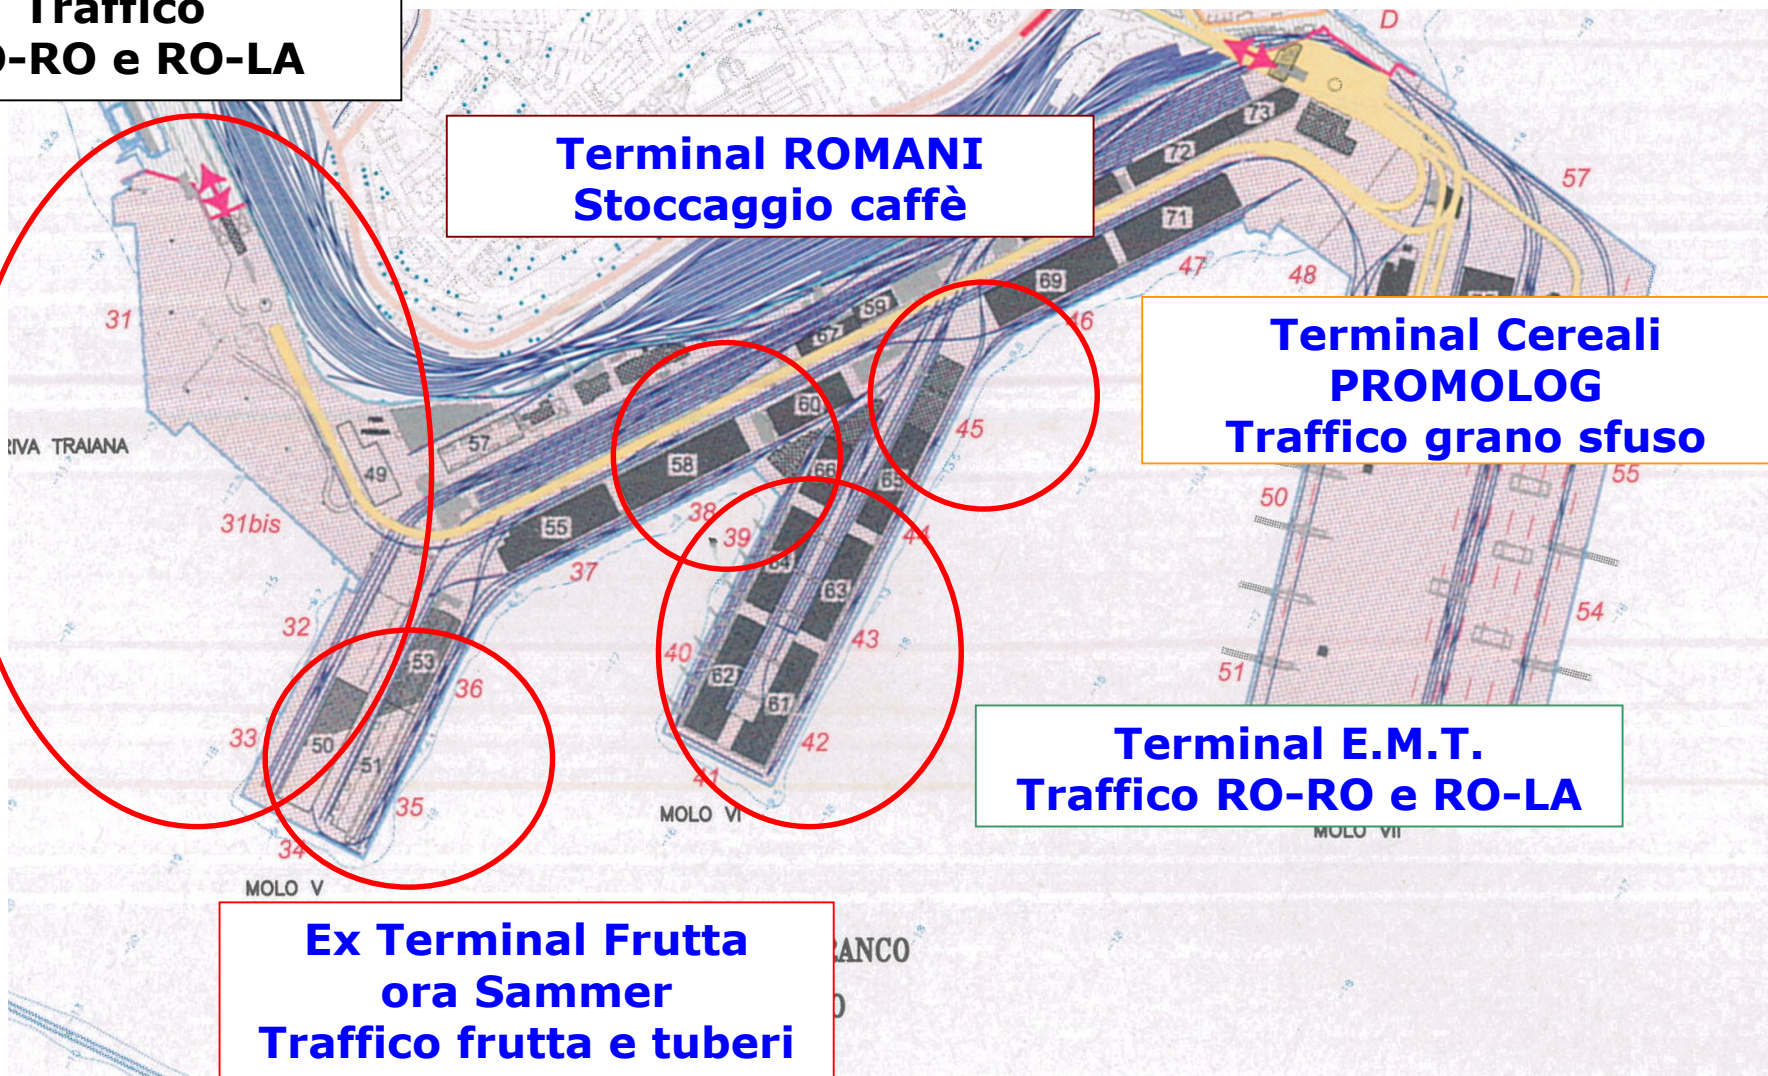 Traffico
O-RO e RO-LA
D
Terminal ROMANI
Stoccaggio caffè
73
72
71
57
47
48
31
69
59
67
46
Terminal Cereali
PROMOLOG
Traffico grano sfuso
RIVA TRAIANA
57
49
60
58
66
65
45
55
50
31bis
55
38
39
44
37
64
63
54
32
53
36
40
43
51
62
61
33
50
51
42
41
35
34
Terminal E.M.T.
Traffico RO-RO e RO-LA
MOLO VI
MOLO VII
MOLO V
Ex Terminal Frutta
ora Sammer
Traffico frutta e tuberi
RANCO
O